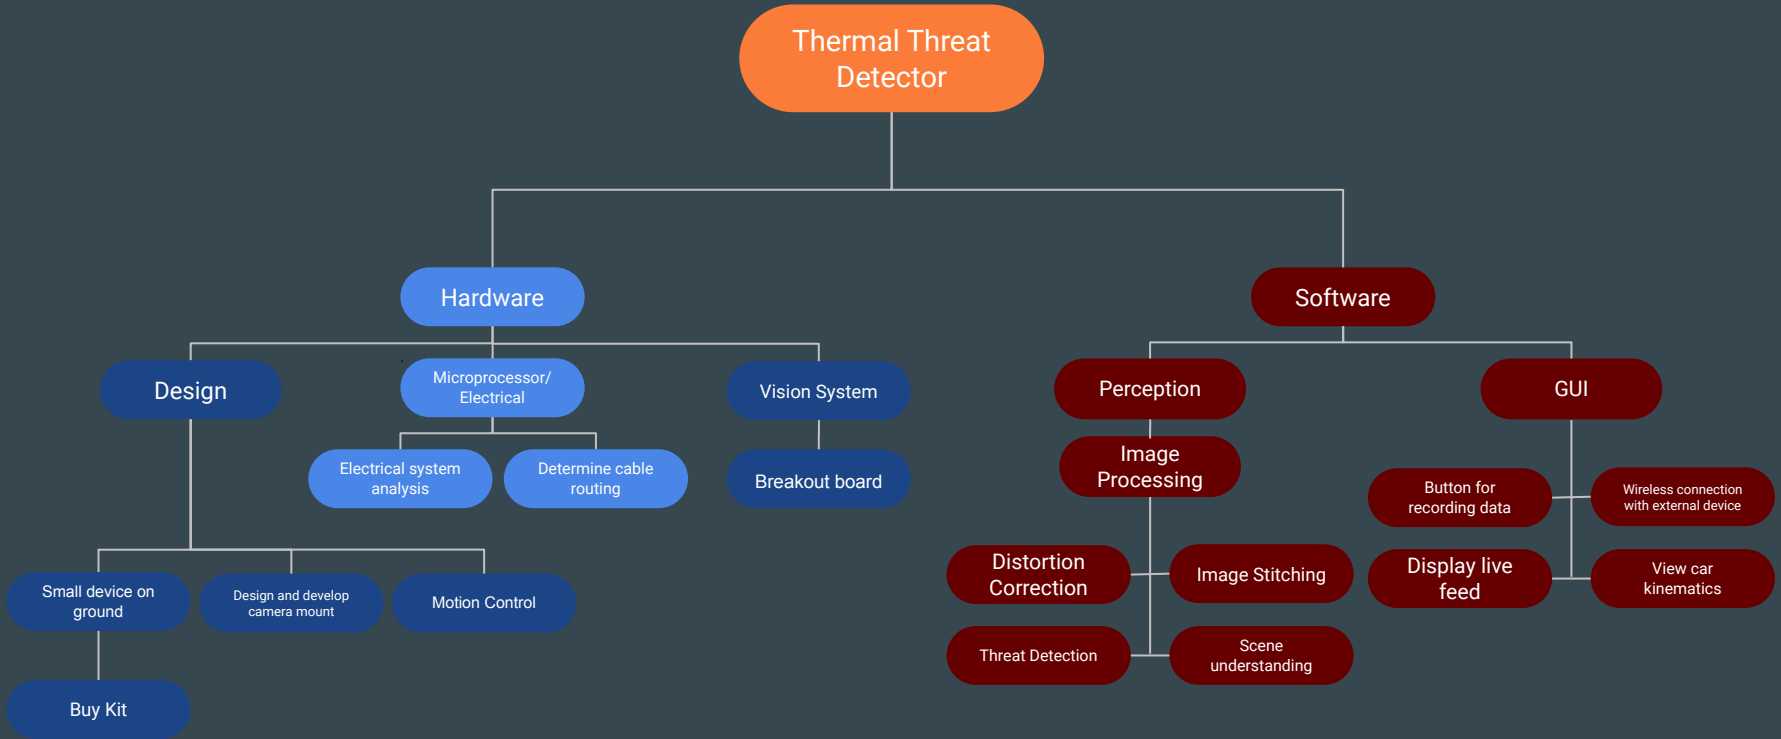 Thermal Threat
Detector
Hardware
Software
Design
Microprocessor/
Electrical
Vision System
Perception
GUI
Electrical system
analysis
Determine cable
routing
Breakout board
Image
Processing
Button for
recording data
Wireless connection
with external device
Small device on
ground
Design and develop
camera mount
Motion Control
Distortion
Correction
Image Stitching
Display live
feed
View car
kinematics
Threat Detection
Scene
understanding
Buy Kit